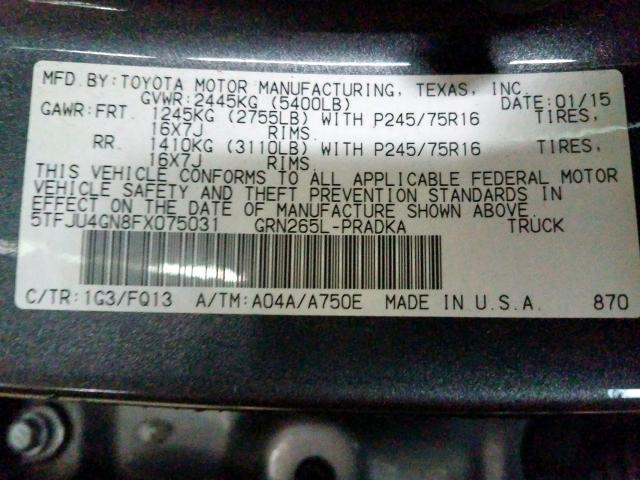 MFD. BY: TOYOTA MOTOR MANUFACTURING, TEXAS, INC.
GVWR: 2445KG (5400LB) DATE: 01/15
GAWR: FRT. 1245KG (2755LB) WITH P245/75R16 TIRES,
16X7J RIMS.
RR. 1410KG (3110LB) WITH P245/75R16 TIRES,
16X7J RIMS.
THIS VEHICLE CONFORMS TO ALL APPLICABLE FEDERAL MOTOR
VEHICLE SAFETY AND THEFT PREVENTION STANDARDS IN
EFFECT ON THE DATE OF MANUFACTURE SHOWN ABOVE.
5TFJU4GN8FX075031 GRN265L-PRADKA TRUCK
C/TR: 1G3/FQ13 A/TM: A04A/A750E MADE IN U.S.A. 870